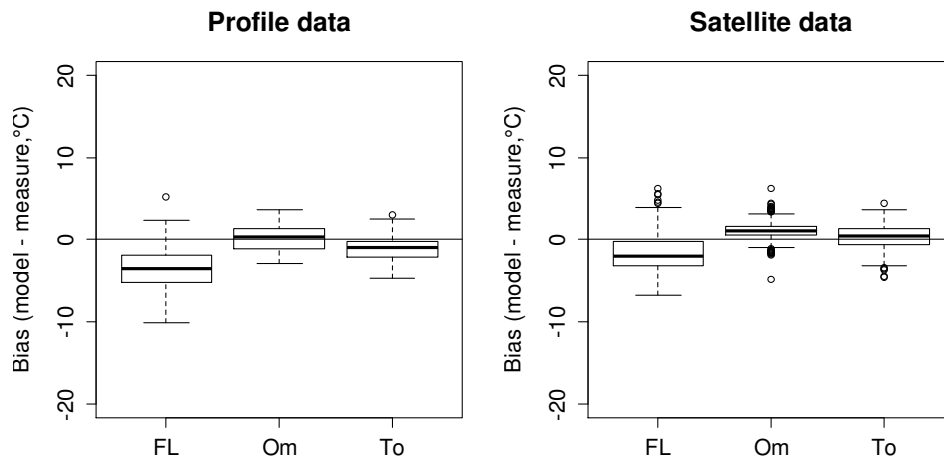 Profile data
Bias (model - measure,°C)
20
10
0
-10
-20
FL Om To
Satellite data
Bias (model - measure,°C)
20
10
0
-10
-20
FL Om To